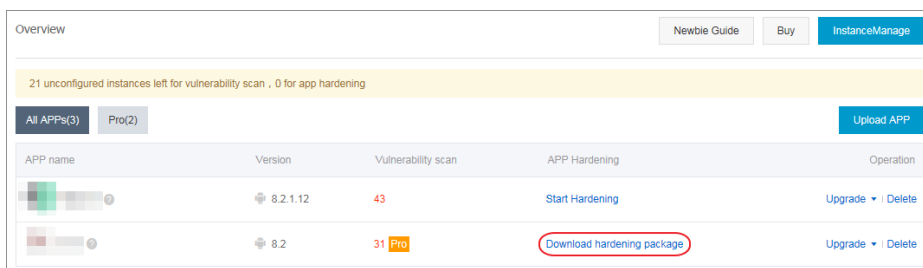 Overview
Newbie Guide
Buy
InstanceManage
21 unconfigured instances left for vulnerability scan , 0 for app hardening
All APPs(3)
Pro(2)
Upload APP
APP name
Version
Vulnerability scan
APP Hardening
Operation
8.2.1.12
43
Start Hardening
Upgrade
Delete
8.2
31 Pro
Download hardening package
Upgrade
Delete